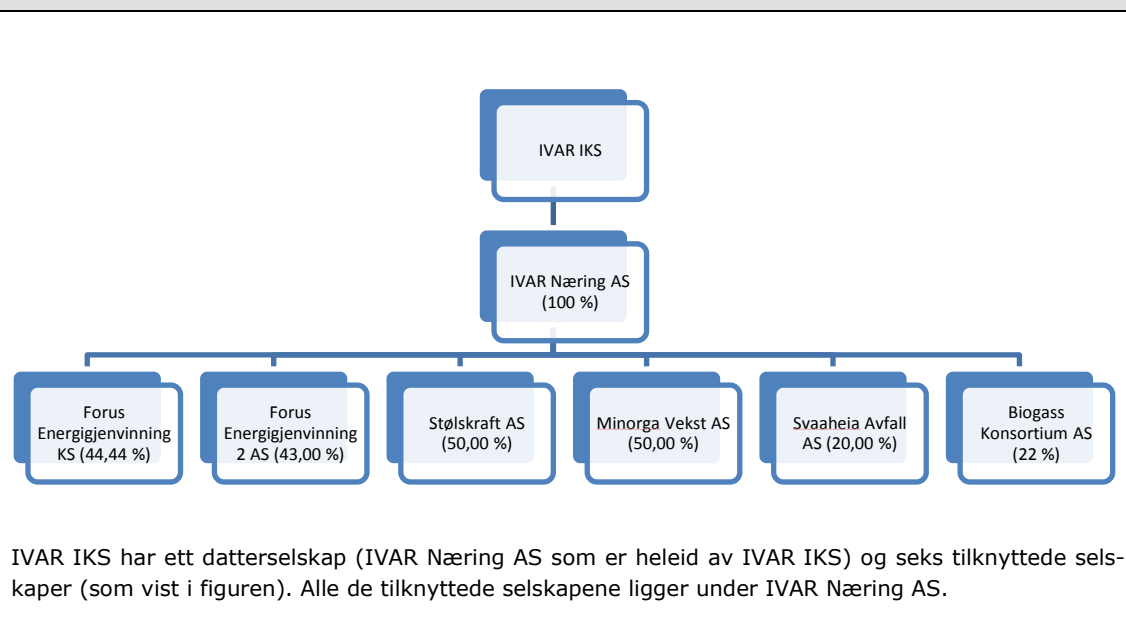 IVAR IKS
IVAR Næring AS
(100 %)
Forus
Energigjenvinning
KS (44,44 %)
Forus
Energigjenvinning
2 AS (43,00 %)
Stølskraft AS
(50,00 %)
Minorga Vekst AS
(50,00 %)
Svaaheia Avfall
AS (20,00 %)
Biogass
Konsortium AS
(22 %)
IVAR IKS har ett datterselskap (IVAR Næring AS som er heleid av IVAR IKS) og seks tilknyttede sels-
kaper (som vist i figuren). Alle de tilknyttede selskapene ligger under IVAR Næring AS.